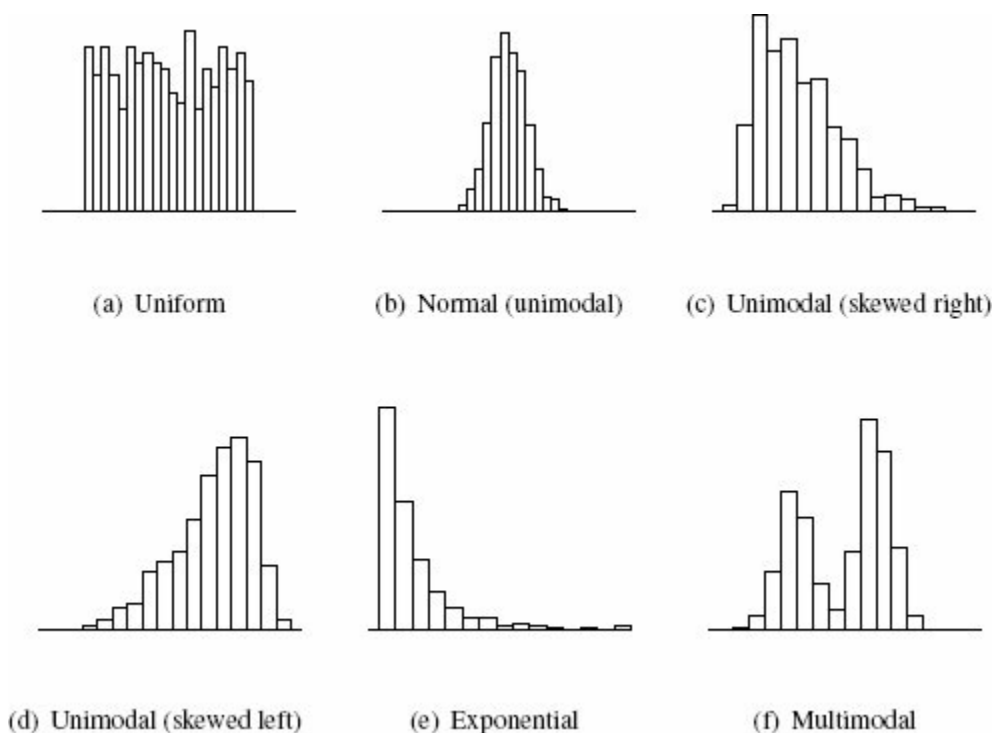 (a) Uniform
(b) Normal (unimodal)
(c) Unimodal (skewed right)
(d) Unimodal (skewed left)
(e) Exponential
(f) Multimodal